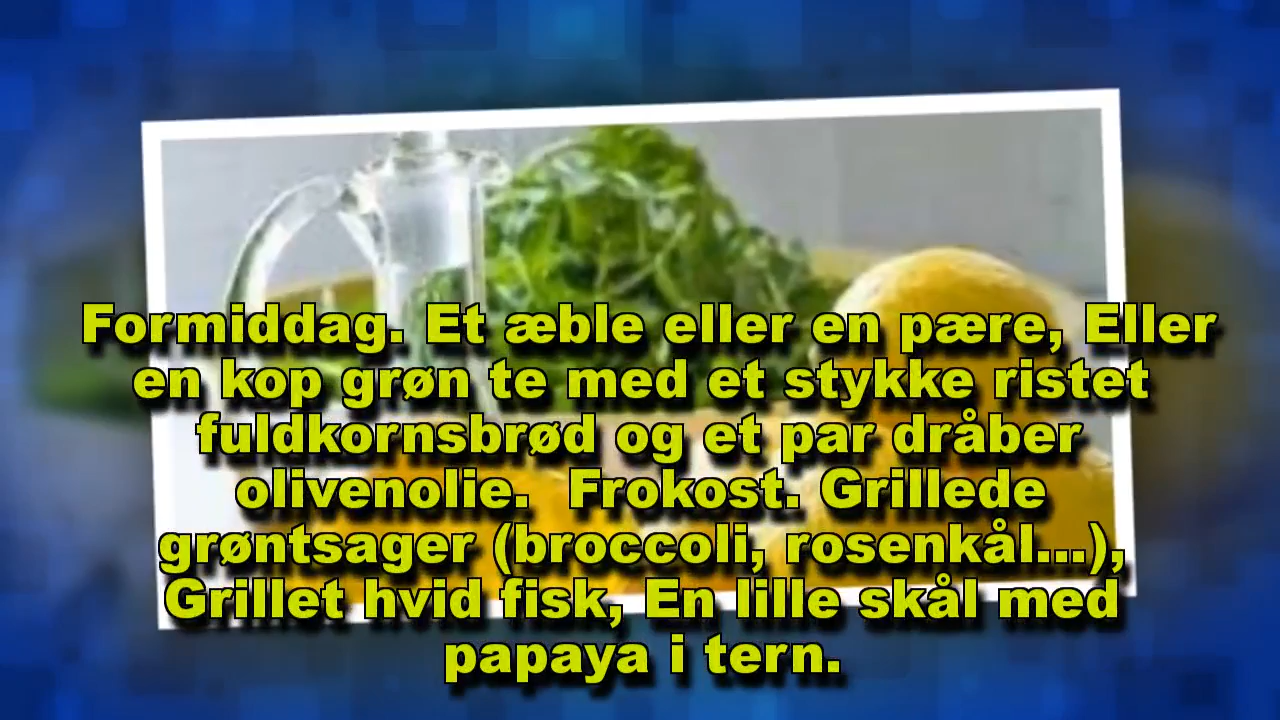 Formiddag. Et æble eller en pære, Eller
en kop grøn te med et stykke ristet
fuldkornsbrød og et par dråber
olivenolie.  Frokost. Grillede
grøntsager (broccoli, rosenkål...),
Grillet hvid fisk, En lille skål med
papaya i tern.